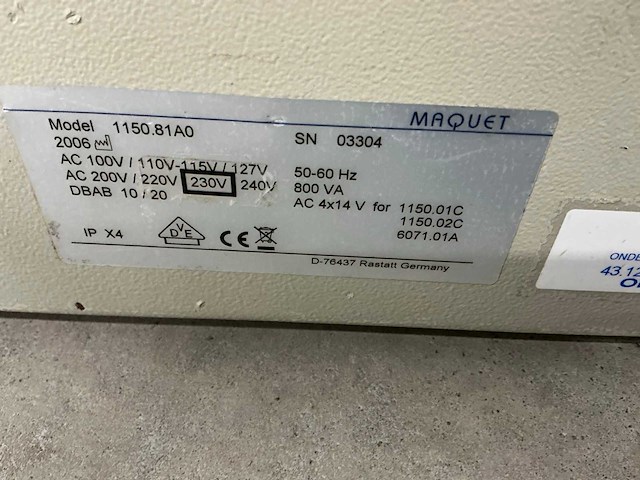 MAQUET
Model 1150.81A0
SN 03304
2006
AC 100V / 110V-115V / 127V
50-60 Hz
AC 200V / 220V 230V 240V
800 VA
DBAB 10 / 20
AC 4x14 V for 1150.01C
1150.02C
6071.01A
IP X4
DVE
CE
D-76437 Rastatt Germany
ONDE
43.12